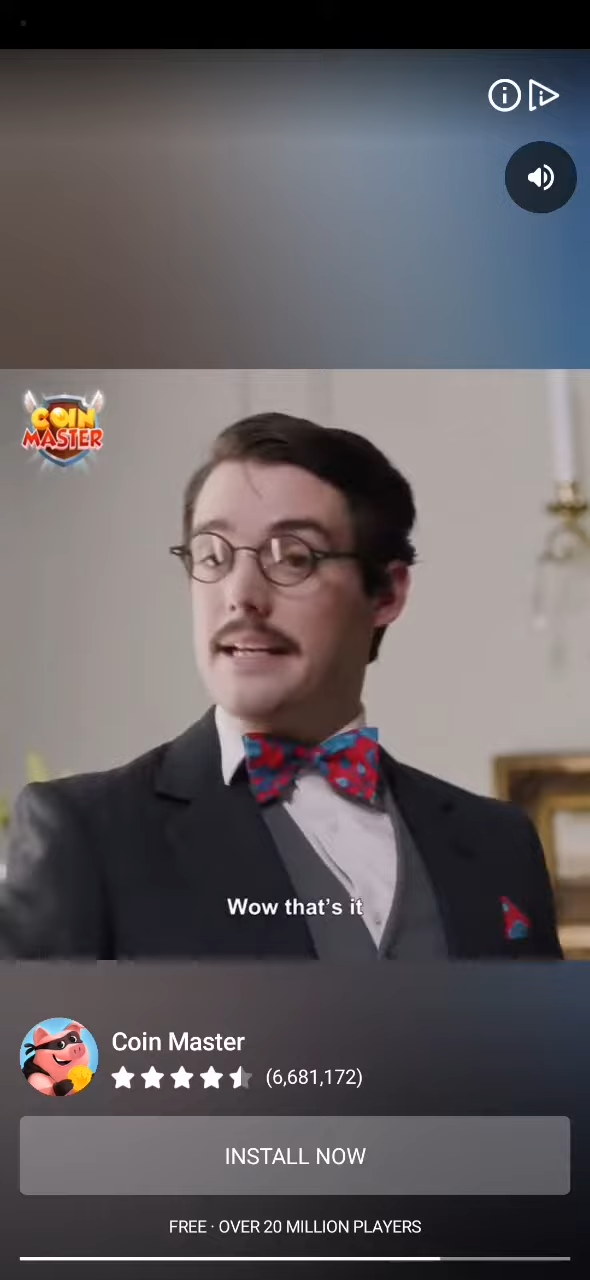 COIN
MASTER
Wow that's it
Coin Master
(6,681,172)
INSTALL NOW
FREE · OVER 20 MILLION PLAYERS